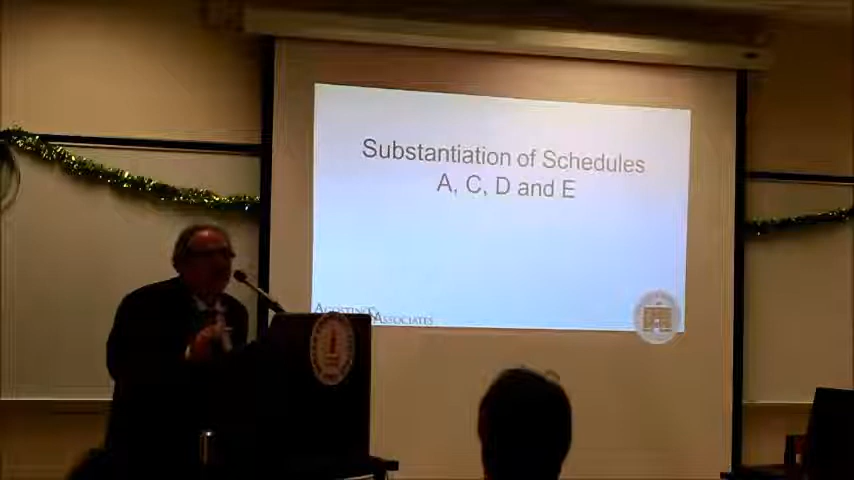 Substantiation of Schedules
A, C, D and E
AGOSTINO & ASSOCIATES